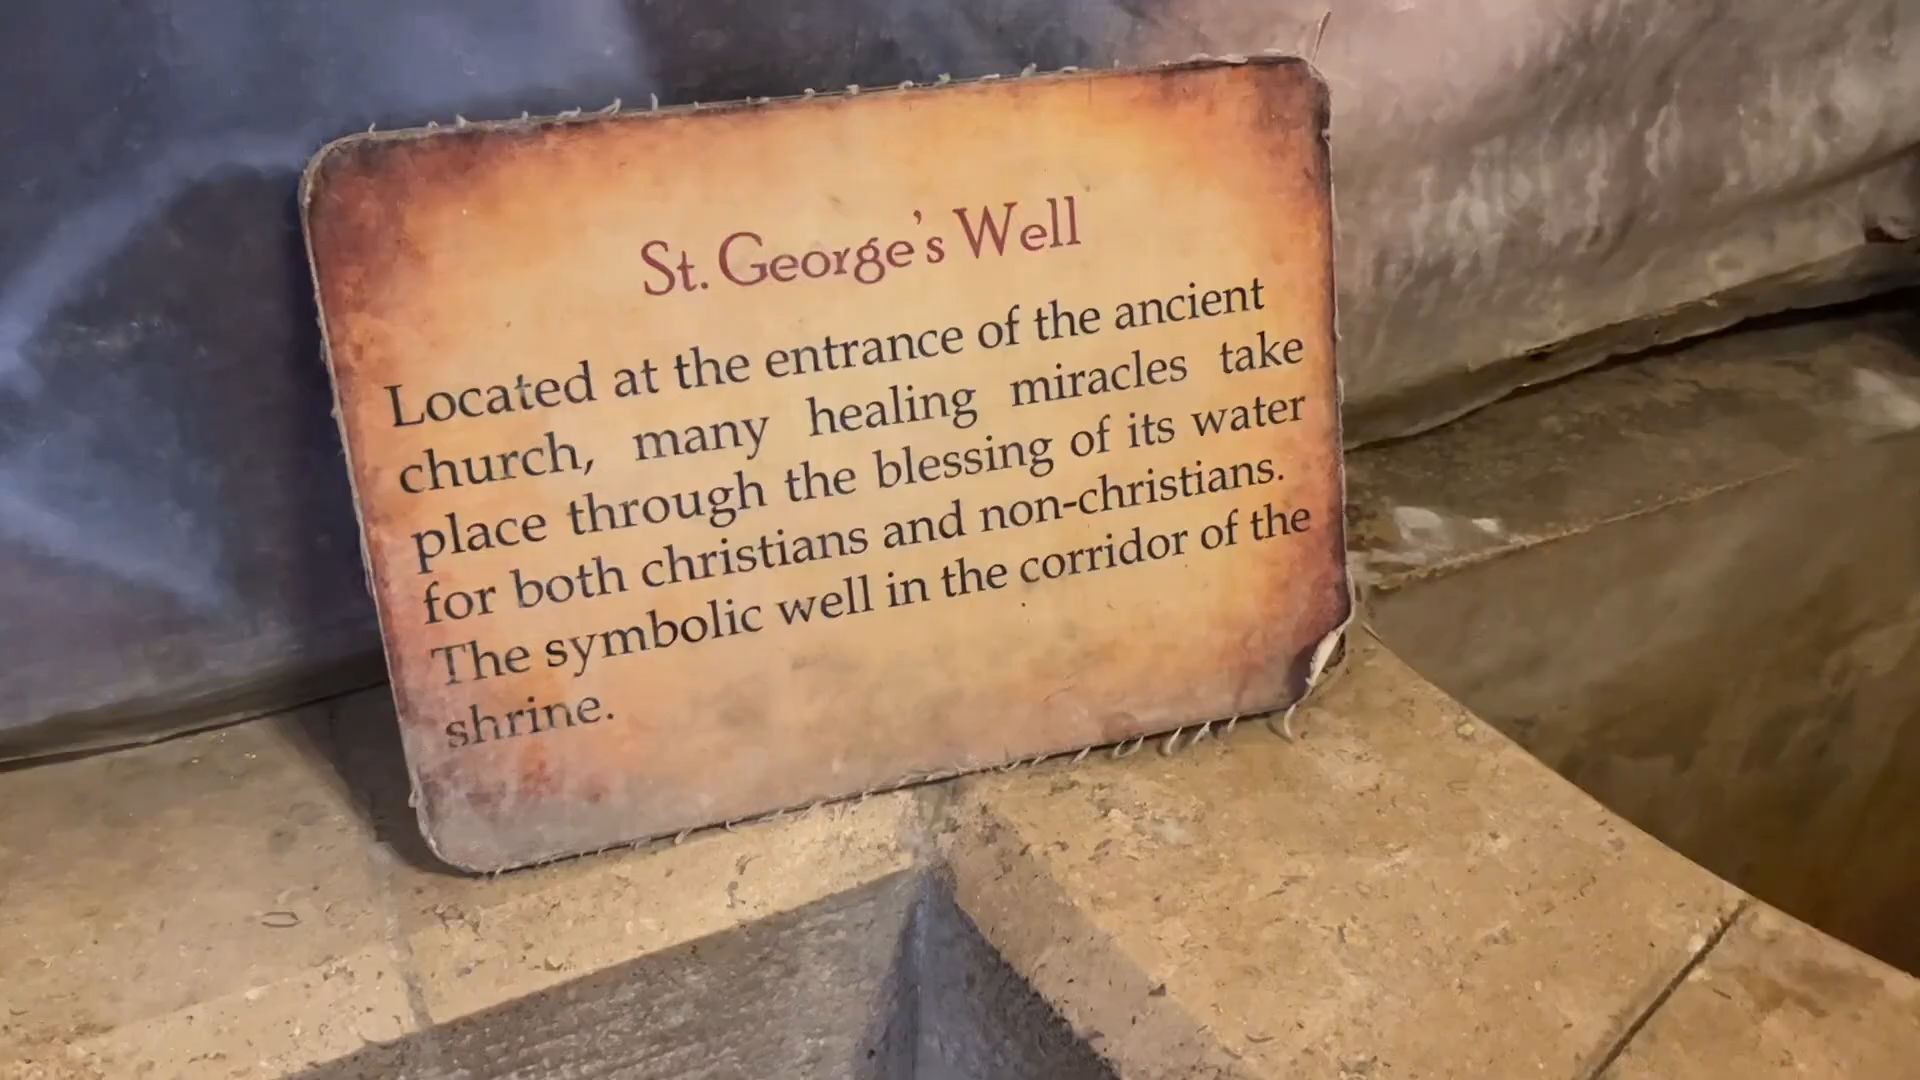 St. George's Well
Located at the entrance of the ancient
church, many healing miracles take
place through the blessing of its water
for both christians and non-christians.
The symbolic well in the corridor of the
shrine.